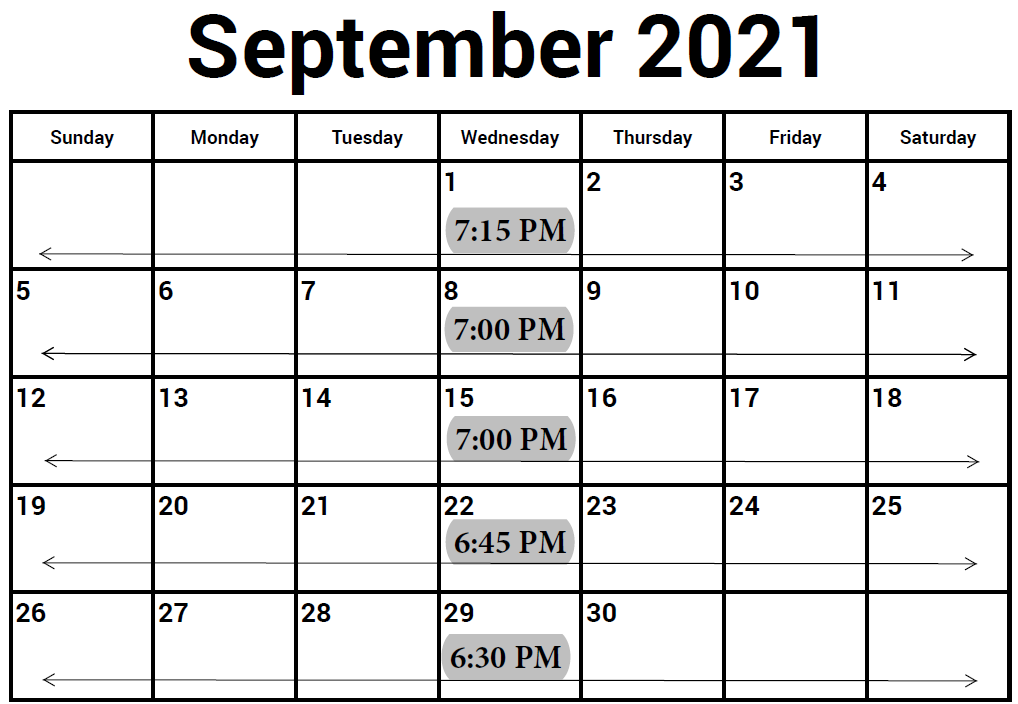 September 2021
Sunday Monday Tuesday Wednesday Thursday Friday Saturday
1 2 3 4
7:15 PM
5 6 7 8 9 10 11
7:00 PM
12 13 14 15 16 17 18
7:00 PM
19 20 21 22 23 24 25
6:45 PM
26 27 28 29 30
6:30 PM